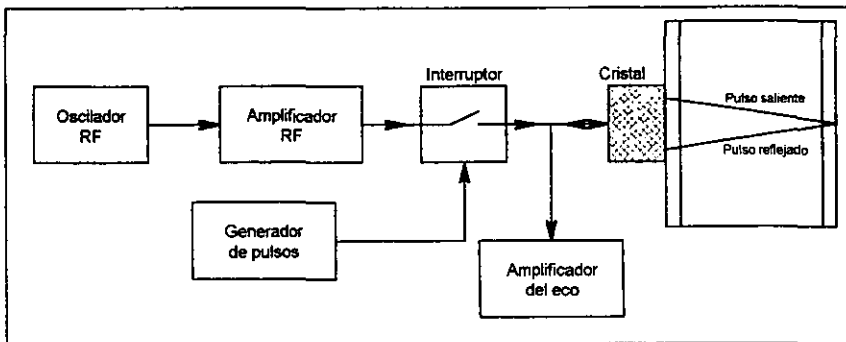 Oscilador
RF
Amplificador
RF
Interruptor
Cristal
Pulso saliente
Pulso reflejado
Generador
de pulsos
Amplificador
del eco